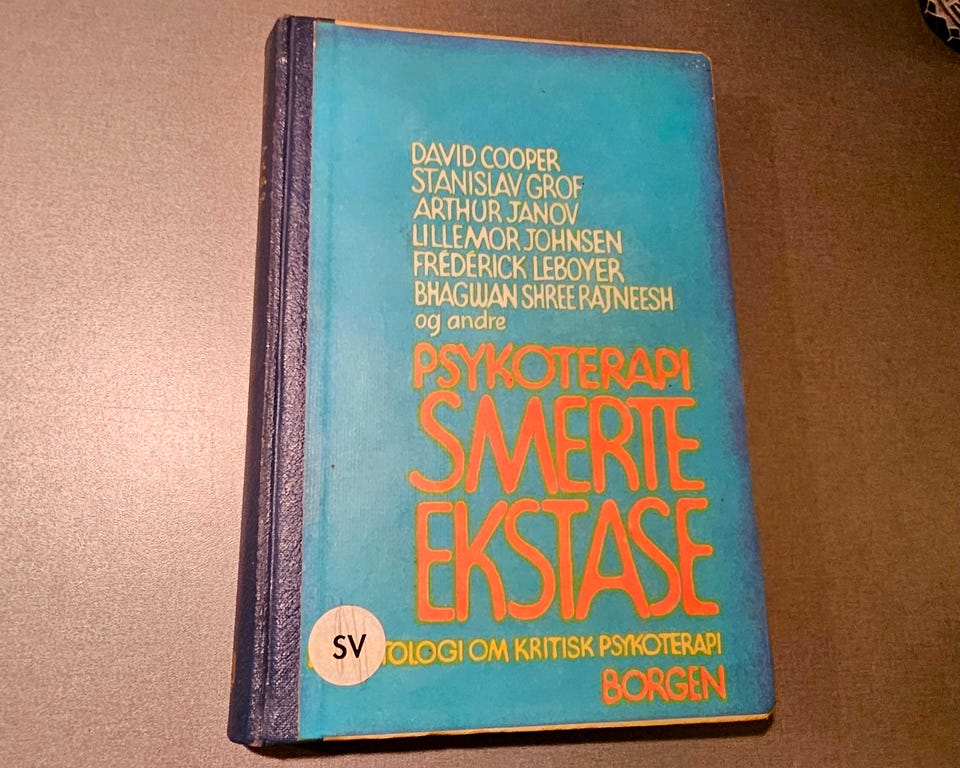 DAVID COOPER
STANISLAV GROF
ARTHUR JANOV
LILLEMOR JOHNSEN
FRÉDÉRICK LEBOYER
BHAGWAN SHREE RAJNEESH
og andre
PSYKOTERAPI
SMERTE
EKSTASE
SV
TOLOGI OM KRITISK PSYKOTERAPI
BORGEN